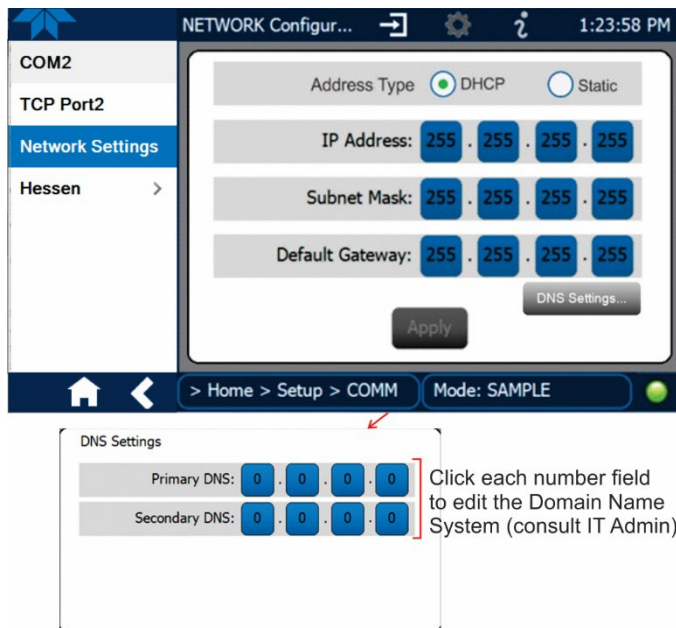 NETWORK Configur... 1:23:58 PM
COM2
TCP Port2
Network Settings
Hessen >
Address Type DHCP Static
IP Address: 255 . 255 . 255 . 255
Subnet Mask: 255 . 255 . 255 . 255
Default Gateway: 255 . 255 . 255 . 255
DNS Settings...
Apply
> Home > Setup > COMM Mode: SAMPLE
DNS Settings
Primary DNS: 0 . 0 . 0 . 0
Secondary DNS: 0 . 0 . 0 . 0
Click each number field
to edit the Domain Name
System (consult IT Admin)